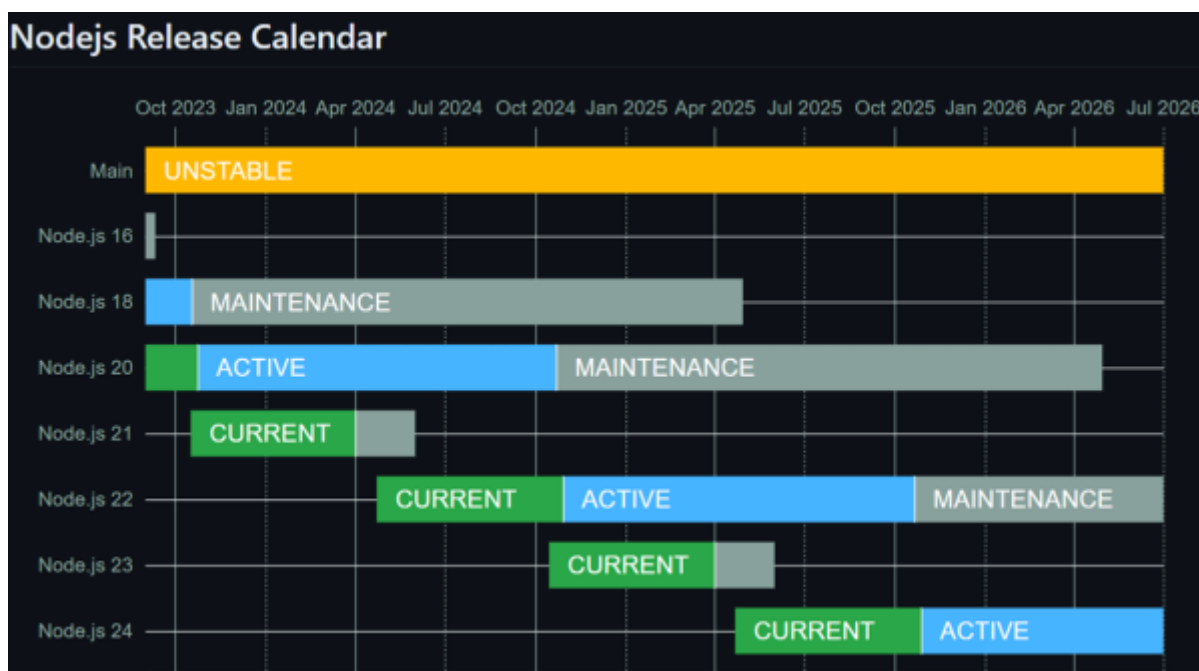 Nodejs Release Calendar
Oct 2023 Jan 2024 Apr 2024 Jul 2024 Oct 2024 Jan 2025 Apr 2025 Jul 2025 Oct 2025 Jan 2026 Apr 2026 Jul 2026
Main UNSTABLE
Node.js 16
Node.js 18 MAINTENANCE
Node.js 20 ACTIVE MAINTENANCE
Node.js 21 CURRENT
Node.js 22 CURRENT ACTIVE MAINTENANCE
Node.js 23 CURRENT
Node.js 24 CURRENT ACTIVE